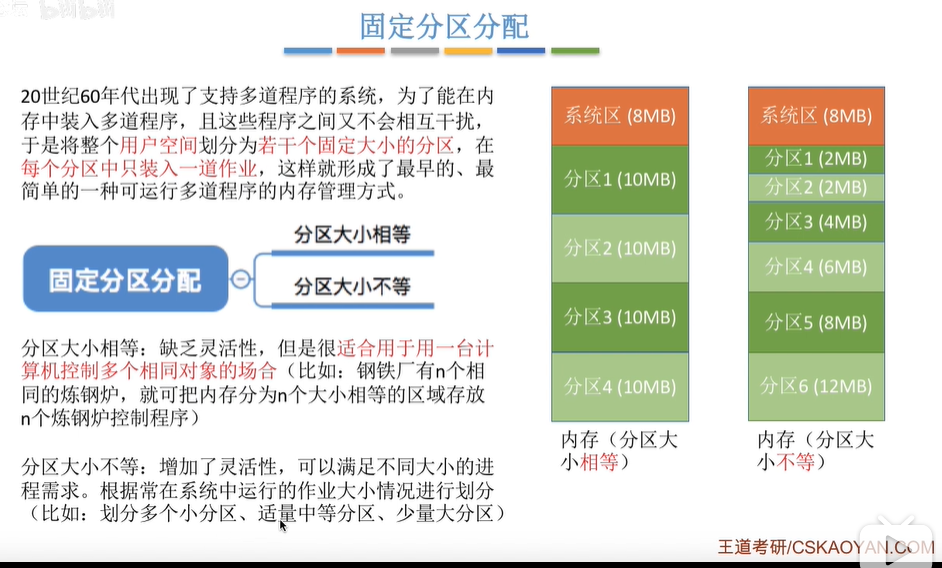 bilibili
固定分区分配
20世纪60年代出现了支持多道程序的系统，为了能在内
存中装入多道程序，且这些程序之间又不会相互干扰，
于是将整个用户空间划分为若干个固定大小的分区，在
每个分区中只装入一道作业，这样就形成了最早的、最
简单的一种可运行多道程序的内存管理方式。
固定分区分配
分区大小相等
分区大小不等
分区大小相等：缺乏灵活性，但是很适合用于用一台计
算机控制多个相同对象的场合（比如：钢铁厂有n个相
同的炼钢炉，就可把内存分为n个大小相等的区域存放
n个炼钢炉控制程序）
分区大小不等：增加了灵活性，可以满足不同大小的进
程需求。根据常在系统中运行的作业大小情况进行划分
（比如：划分多个小分区、适量中等分区、少量大分区）
系统区 (8MB)
分区1 (10MB)
分区2 (10MB)
分区3 (10MB)
分区4 (10MB)
内存（分区大
小相等）
系统区 (8MB)
分区1 (2MB)
分区2 (2MB)
分区3 (4MB)
分区4 (6MB)
分区5 (8MB)
分区6 (12MB)
内存（分区大
小不等）
王道考研/CSKAOYAN.COM